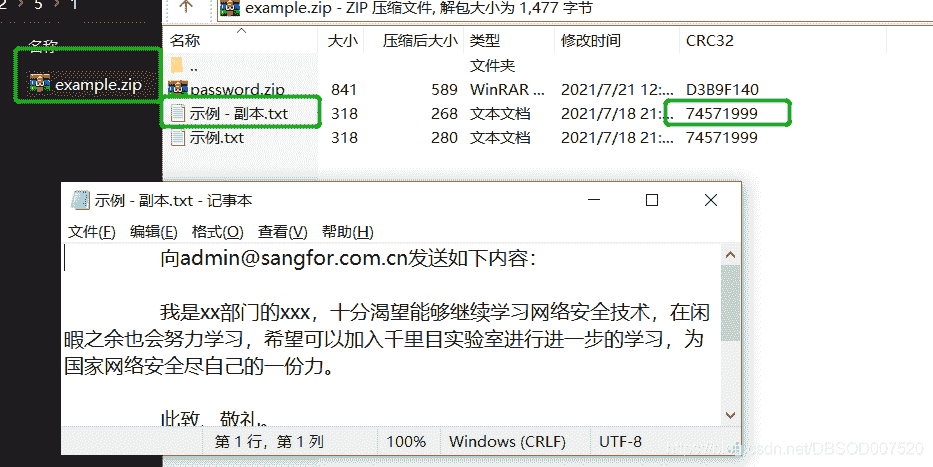 2 > 5 > 1
example.zip - ZIP 压缩文件, 解包大小为 1,477 字节
名称
example.zip
名称 大小 压缩后大小 类型 修改时间 CRC32
.. 文件夹
password.zip 841 589 WinRAR ... 2021/7/21 12:... D3B9F140
示例 - 副本.txt 318 268 文本文档 2021/7/18 21:... 74571999
示例.txt 318 280 文本文档 2021/7/18 21:... 74571999
示例 - 副本.txt - 记事本
文件(F) 编辑(E) 格式(O) 查看(V) 帮助(H)
向admin@sangfor.com.cn发送如下内容：
我是xx部门的xxx，十分渴望能够继续学习网络安全技术，在闲
暇之余也会努力学习，希望可以加入千里目实验室进行进一步的学习，为
国家网络安全尽自己的一份力。
此致，敬礼。
第 1 行，第 1 列 100% Windows (CRLF) UTF-8
https://blog.csdn.net/DBSOD007520